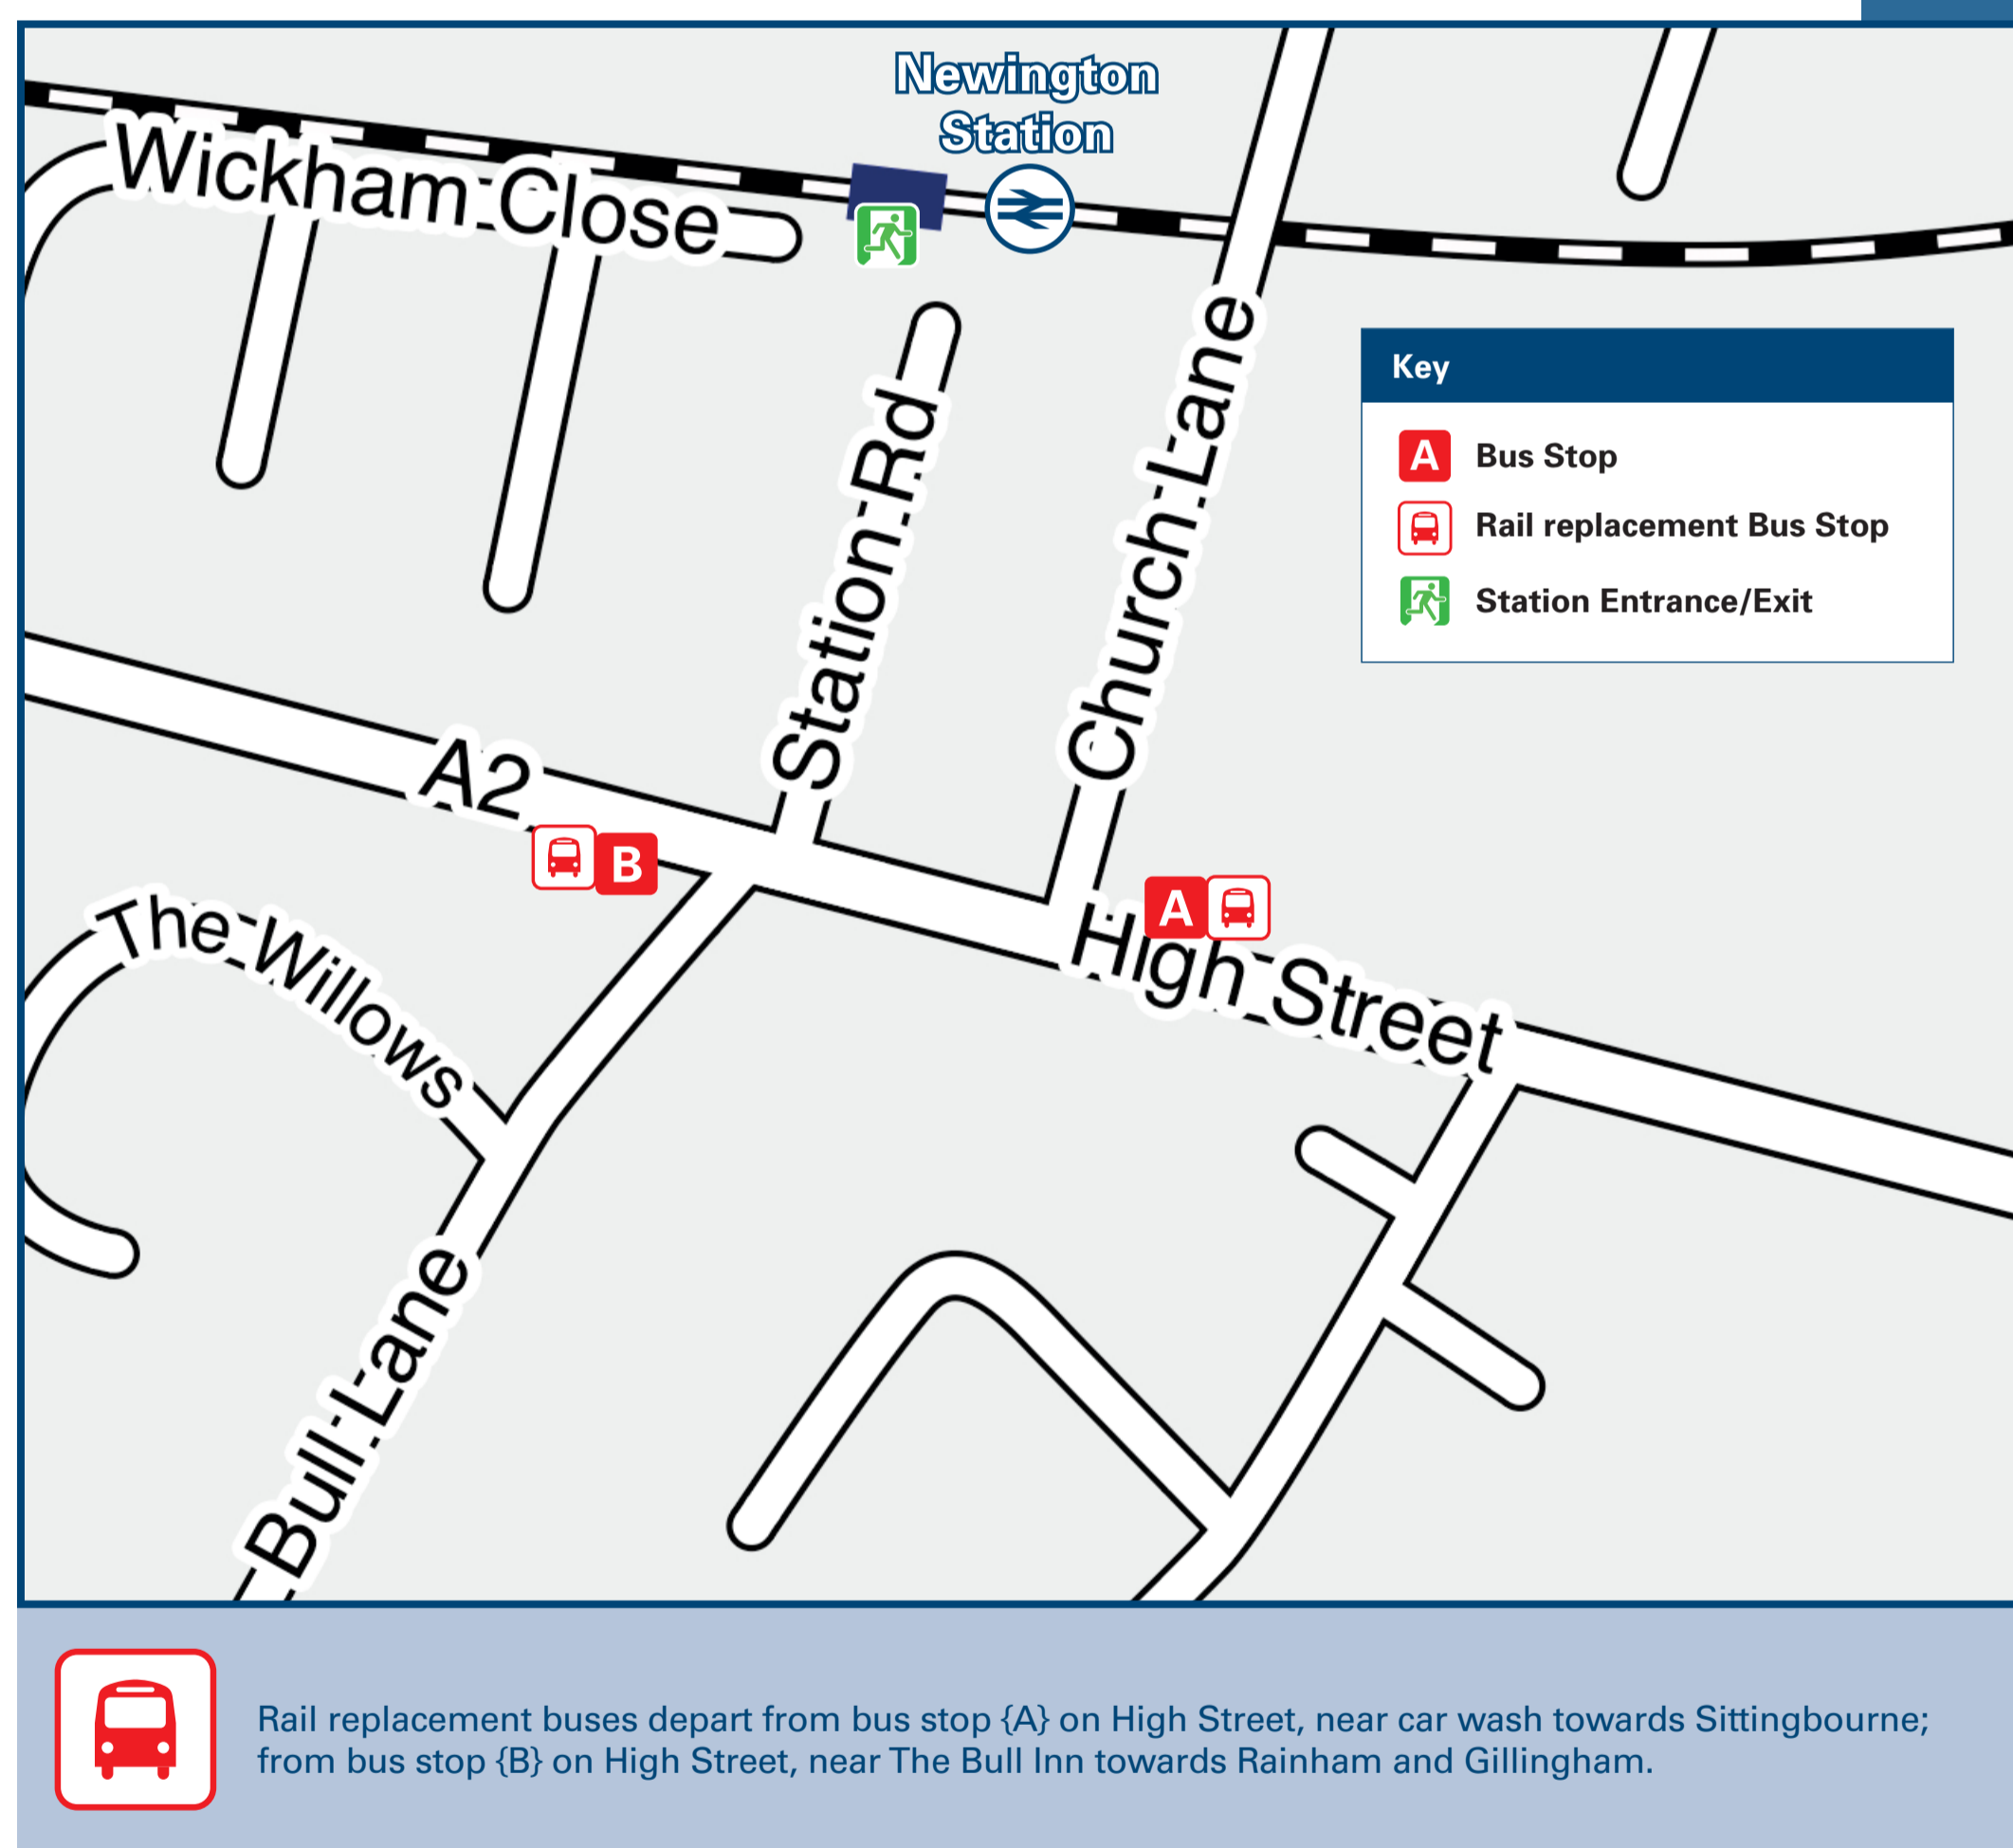 Newington
Station
Wickham Close
Station Rd
Church Lane
Key
A Bus Stop
Rail replacement Bus Stop
Station Entrance/Exit
A2
B
A
High Street
The Willows
Bull Lane
Rail replacement buses depart from bus stop {A} on High Street, near car wash towards Sittingbourne;
from bus stop {B} on High Street, near The Bull Inn towards Rainham and Gillingham.